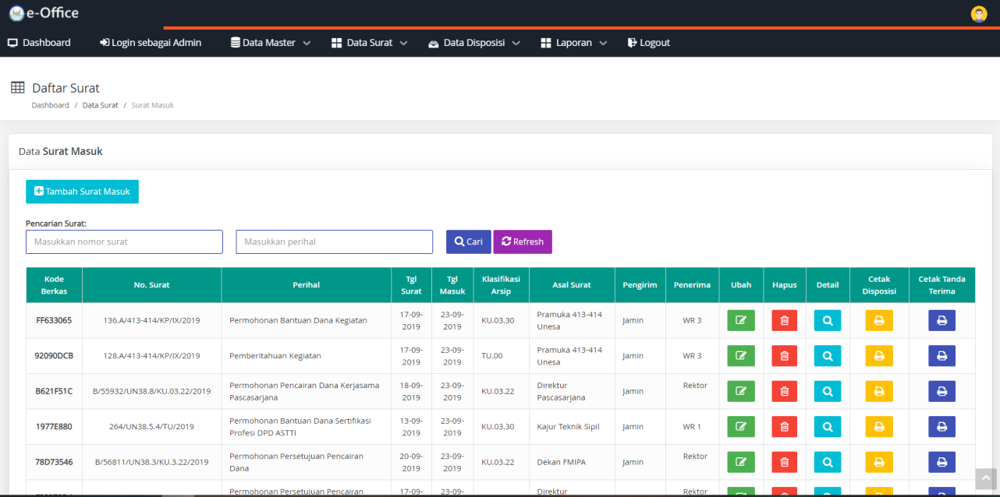 e-Office
Dashboard Login sebagai Admin Data Master Data Surat Data Disposisi Laporan Logout
Daftar Surat
Dashboard / Data Surat / Surat Masuk
Data Surat Masuk
Tambah Surat Masuk
Pencarian Surat:
Masukkan nomor surat Masukkan perihal Cari Refresh
Kode Berkas No. Surat Perihal Tgl Surat Tgl Masuk Klasifikasi Arsip Asal Surat Pengirim Penerima Ubah Hapus Detail Cetak Disposisi Cetak Tanda Terima
FF633065 136.A/413-414/KP/IX/2019 Permohonan Bantuan Dana Kegiatan 17-09-2019 23-09-2019 KU.03.30 Pramuka 413-414 Unesa Jamin WR 3
92090DCB 128.A/413-414/KP/IX/2019 Pemberitahuan Kegiatan 17-09-2019 23-09-2019 TU.00 Pramuka 413-414 Unesa Jamin WR 3
B621F51C B/55932/UN38.8/KU.03.22/2019 Permohonan Pencairan Dana Kerjasama Pascasarjana 18-09-2019 23-09-2019 KU.03.22 Direktur Pascasarjana Jamin Rektor
1977E880 264/UN38.5.4/TU/2019 Permohonan Bantuan Dana Sertifikasi Profesi DPD ASTTI 13-09-2019 23-09-2019 KU.03.30 Kajur Teknik Sipil Jamin WR 1
78D73546 B/56811/UN38.3/KU.3.22/2019 Permohonan Persetujuan Pencairan Dana 20-09-2019 23-09-2019 KU.03.22 Dekan FMIPA Jamin Rektor
Permohonan Persetujuan Pencairan 17-09- 23-09- Direktur Rektor